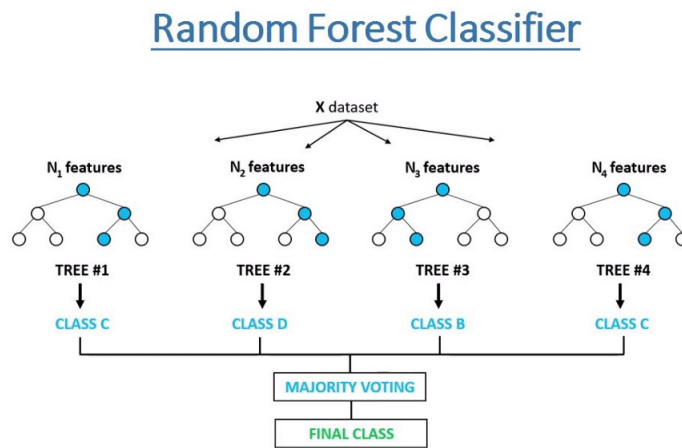 Random Forest Classifier
X dataset
N₁ features N₂ features N₃ features N₄ features
TREE #1 TREE #2 TREE #3 TREE #4
CLASS C CLASS D CLASS B CLASS C
MAJORITY VOTING
FINAL CLASS